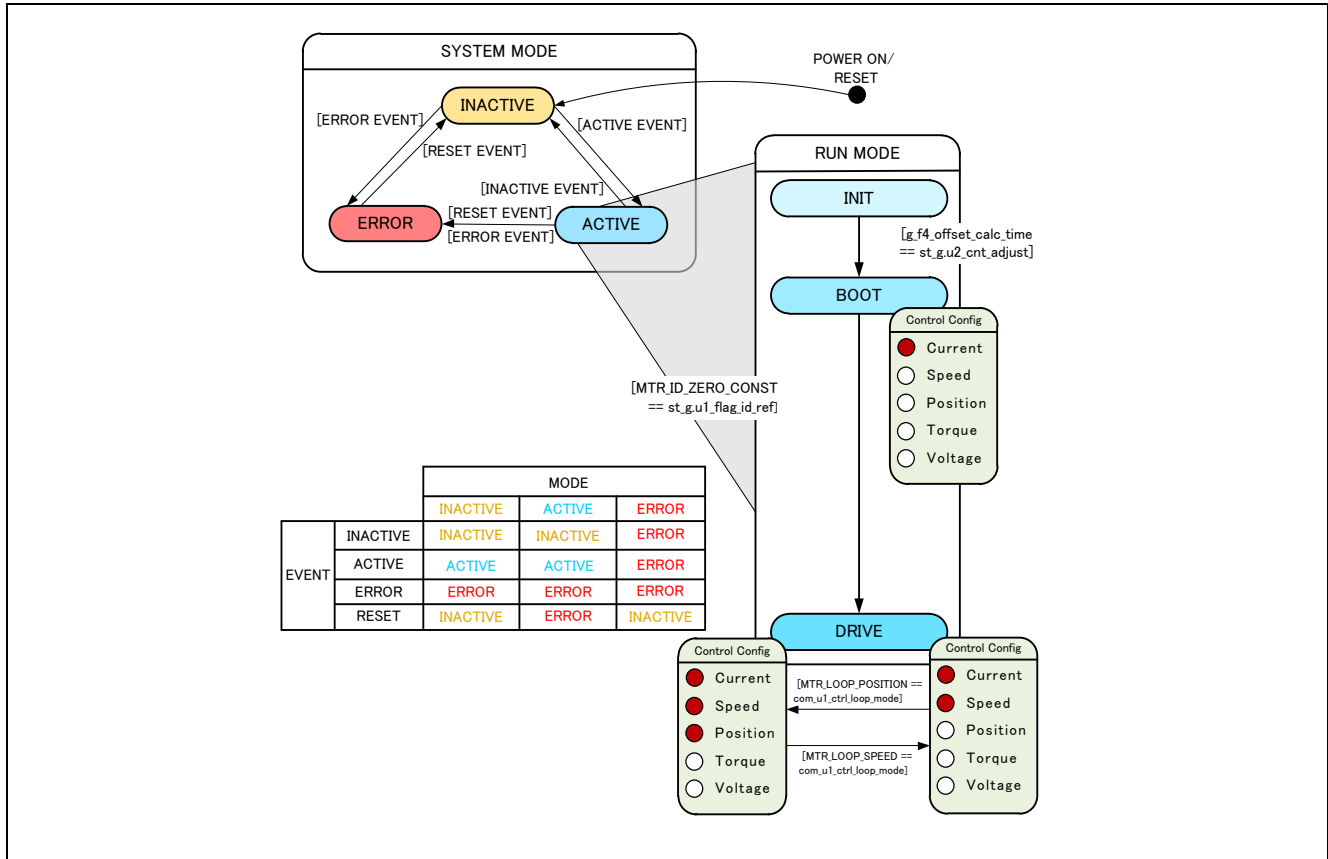 SYSTEM MODE
POWER ON/
RESET
INACTIVE
[ERROR EVENT]
[ACTIVE EVENT]
[RESET EVENT]
[INACTIVE EVENT]
[RESET EVENT]
ERROR
[ERROR EVENT]
ACTIVE
RUN MODE
INIT
[g_f4_offset_calc_time
== st_g.u2_cnt_adjust]
BOOT
Control Config
Current
Speed
Position
Torque
Voltage
[MTR_ID_ZERO_CONST
== st_g.u1_flag_id_ref]
MODE
INACTIVE ACTIVE ERROR
EVENT
INACTIVE INACTIVE INACTIVE ERROR
ACTIVE ACTIVE ACTIVE ERROR
ERROR ERROR ERROR ERROR
RESET INACTIVE ERROR INACTIVE
DRIVE
Control Config
Current
Speed
Position
Torque
Voltage
[MTR_LOOP_POSITION ==
com_u1_ctrl_loop_mode]
[MTR_LOOP_SPEED ==
com_u1_ctrl_loop_mode]
Control Config
Current
Speed
Position
Torque
Voltage